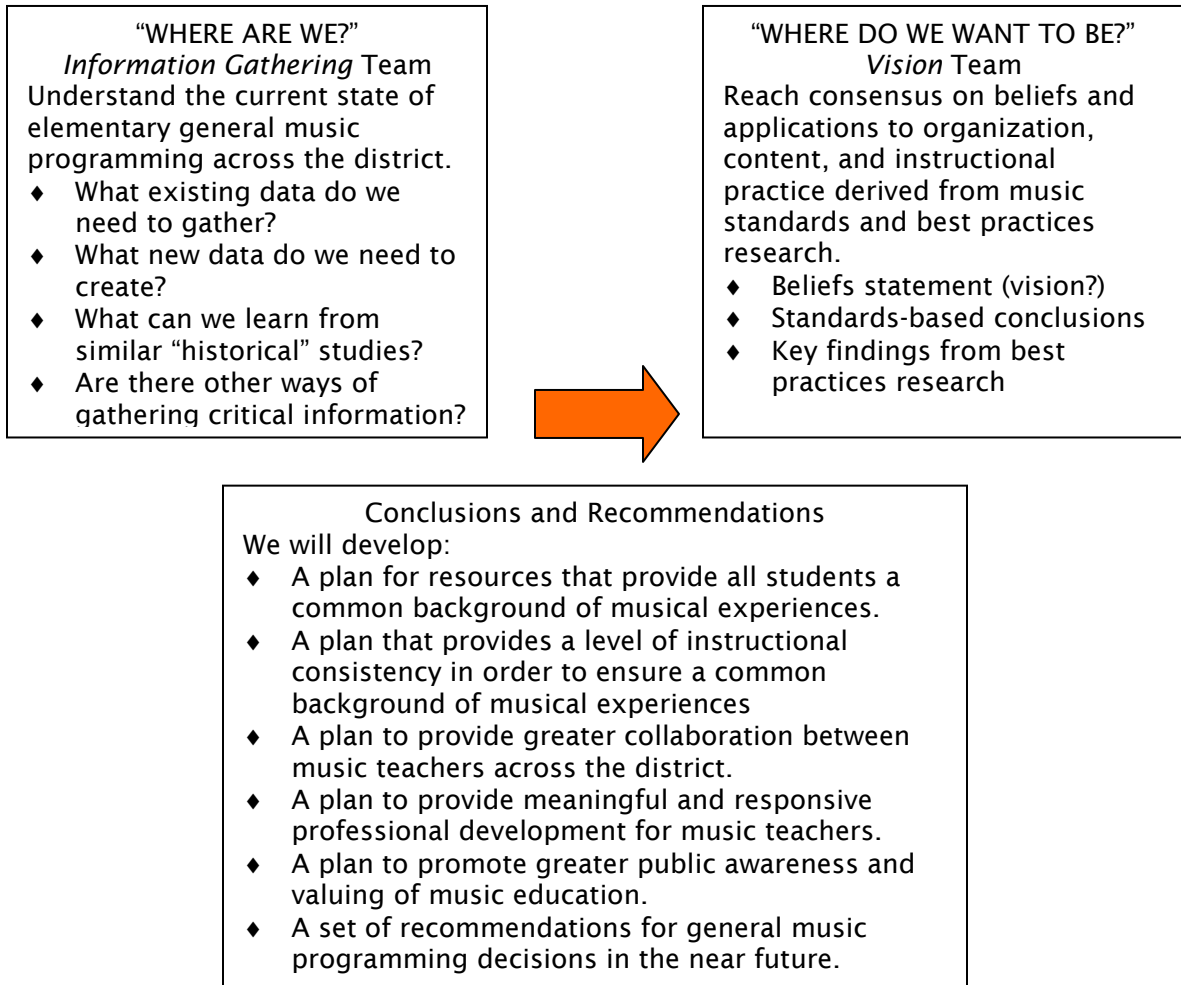 “WHERE ARE WE?”
Information Gathering Team
Understand the current state of
elementary general music
programming across the district.
♦ What existing data do we
need to gather?
♦ What new data do we need to
create?
♦ What can we learn from
similar “historical” studies?
♦ Are there other ways of
gathering critical information?
“WHERE DO WE WANT TO BE?”
Vision Team
Reach consensus on beliefs and
applications to organization,
content, and instructional
practice derived from music
standards and best practices
research.
♦ Beliefs statement (vision?)
♦ Standards-based conclusions
♦ Key findings from best
practices research
Conclusions and Recommendations
We will develop:
♦ A plan for resources that provide all students a
common background of musical experiences.
♦ A plan that provides a level of instructional
consistency in order to ensure a common
background of musical experiences
♦ A plan to provide greater collaboration between
music teachers across the district.
♦ A plan to provide meaningful and responsive
professional development for music teachers.
♦ A plan to promote greater public awareness and
valuing of music education.
♦ A set of recommendations for general music
programming decisions in the near future.